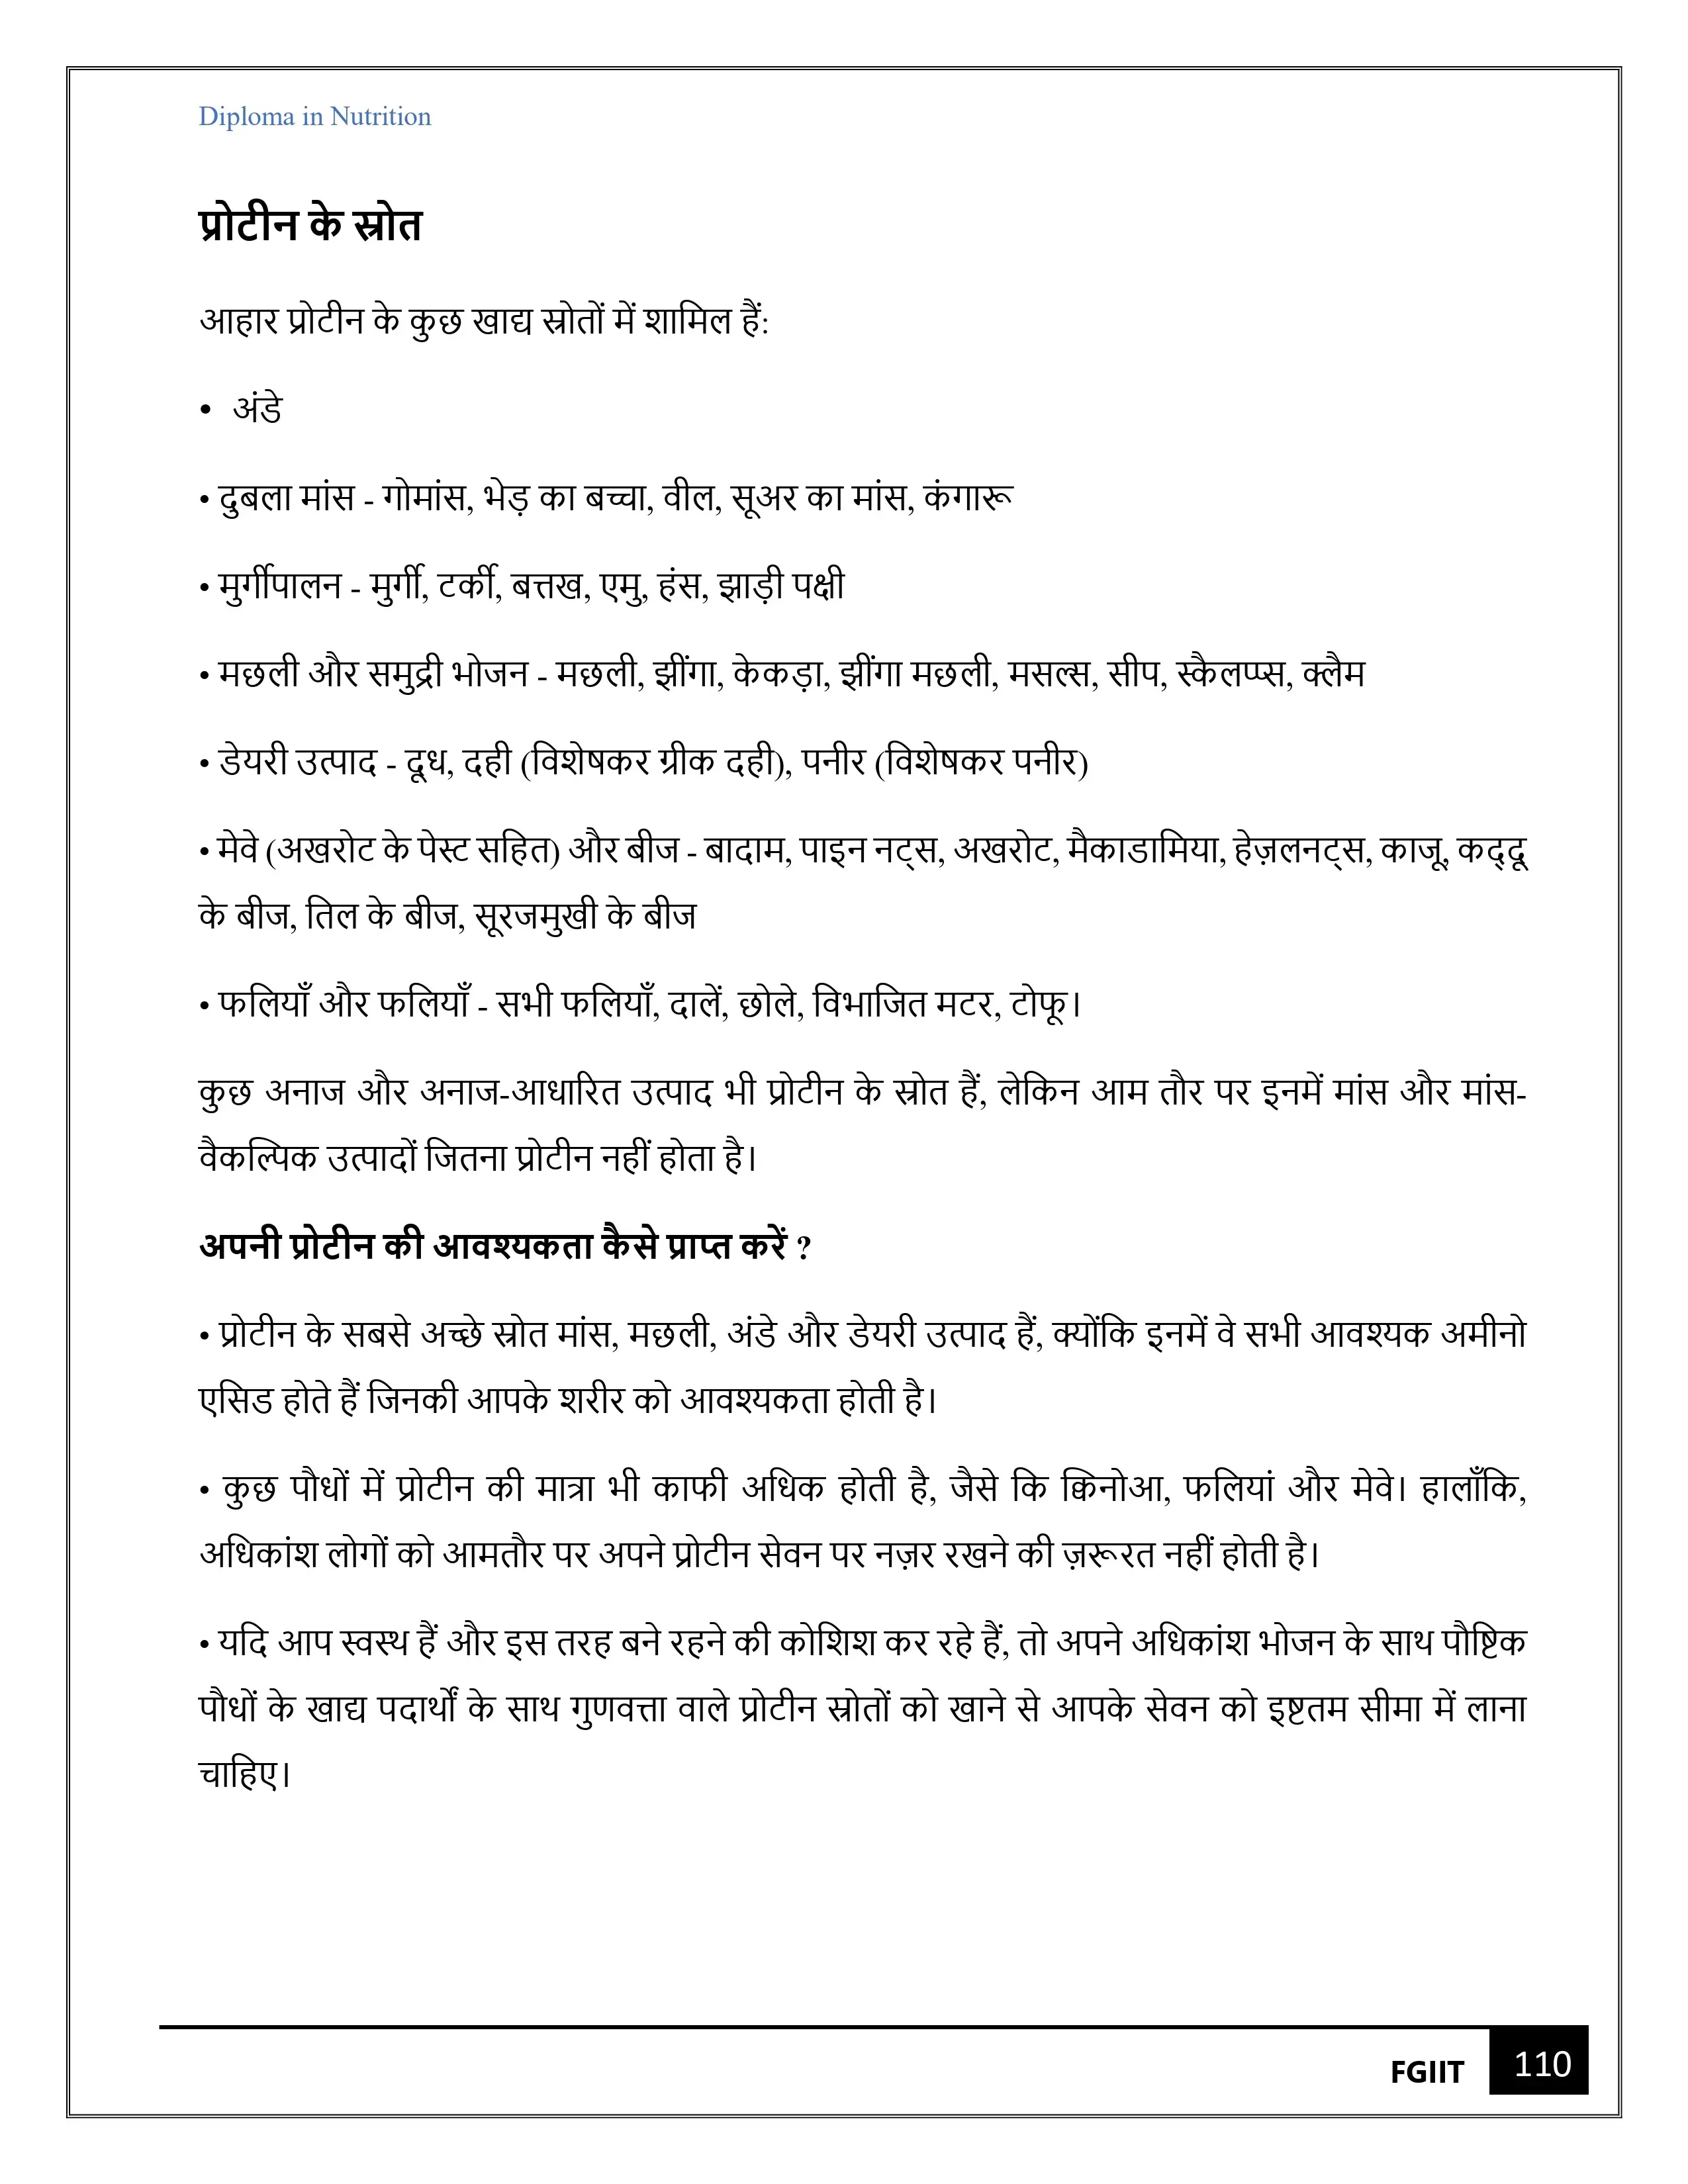 Diploma in Nutrition
प्रोटीन के स्रोत
आहार प्रोटीन के कुछ खाद्य स्रोतों में शामिल हैं:
• अंडे
• दुबला मांस - गोमांस, भेड़ का बच्चा, वील, सूअर का मांस, कंगारू
• मुर्गीपालन - मुर्गी, टर्की, बत्तख, एमु, हंस, झाड़ी पक्षी
• मछली और समुद्री भोजन - मछली, झींगा, केकड़ा, झींगा मछली, मसल्स, सीप, स्कैलप्प्स, क्लैम
• डेयरी उत्पाद - दूध, दही (विशेषकर ग्रीक दही), पनीर (विशेषकर पनीर)
• मेवे (अखरोट के पेस्ट सहित) और बीज - बादाम, पाइन नट्स, अखरोट, मैकाडामिया, हेज़लनट्स, काजू, कद्दू
के बीज, तिल के बीज, सूरजमुखी के बीज
• फलियाँ और फलियाँ - सभी फलियाँ, दालें, छोले, विभाजित मटर, टोफू।
कुछ अनाज और अनाज-आधारित उत्पाद भी प्रोटीन के स्रोत हैं, लेकिन आम तौर पर इनमें मांस और मांस-
वैकल्पिक उत्पादों जितना प्रोटीन नहीं होता है।
अपनी प्रोटीन की आवश्यकता कैसे प्राप्त करें ?
• प्रोटीन के सबसे अच्छे स्रोत मांस, मछली, अंडे और डेयरी उत्पाद हैं, क्योंकि इनमें वे सभी आवश्यक अमीनो
एसिड होते हैं जिनकी आपके शरीर को आवश्यकता होती है।
• कुछ पौधों में प्रोटीन की मात्रा भी काफी अधिक होती है, जैसे कि क्विनोआ, फलियां और मेवे। हालाँकि,
अधिकांश लोगों को आमतौर पर अपने प्रोटीन सेवन पर नज़र रखने की ज़रूरत नहीं होती है।
• यदि आप स्वस्थ हैं और इस तरह बने रहने की कोशिश कर रहे हैं, तो अपने अधिकांश भोजन के साथ पौष्टिक
पौधों के खाद्य पदार्थों के साथ गुणवत्ता वाले प्रोटीन स्रोतों को खाने से आपके सेवन को इष्टतम सीमा में लाना
चाहिए।
FGIIT 110